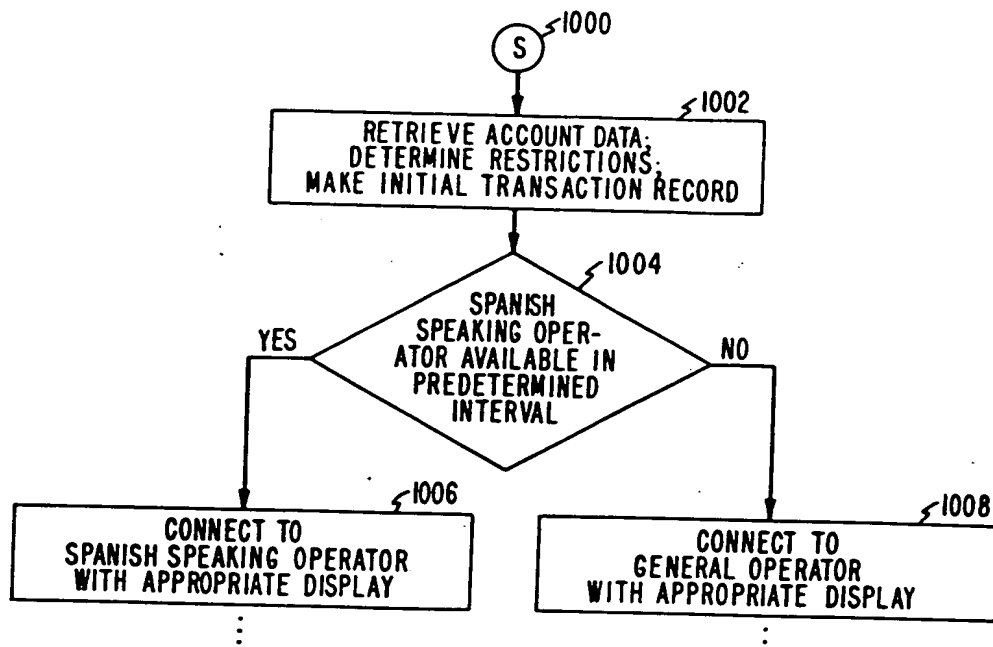 1000
S
1002
RETRIEVE ACCOUNT DATA;
DETERMINE RESTRICTIONS;
MAKE INITIAL TRANSACTION RECORD
1004
SPANISH
SPEAKING OPER-
ATOR AVAILABLE IN
PREDETERMINED
INTERVAL
YES
NO
1006
CONNECT TO
SPANISH SPEAKING OPERATOR
WITH APPROPRIATE DISPLAY
1008
CONNECT TO
GENERAL OPERATOR
WITH APPROPRIATE DISPLAY